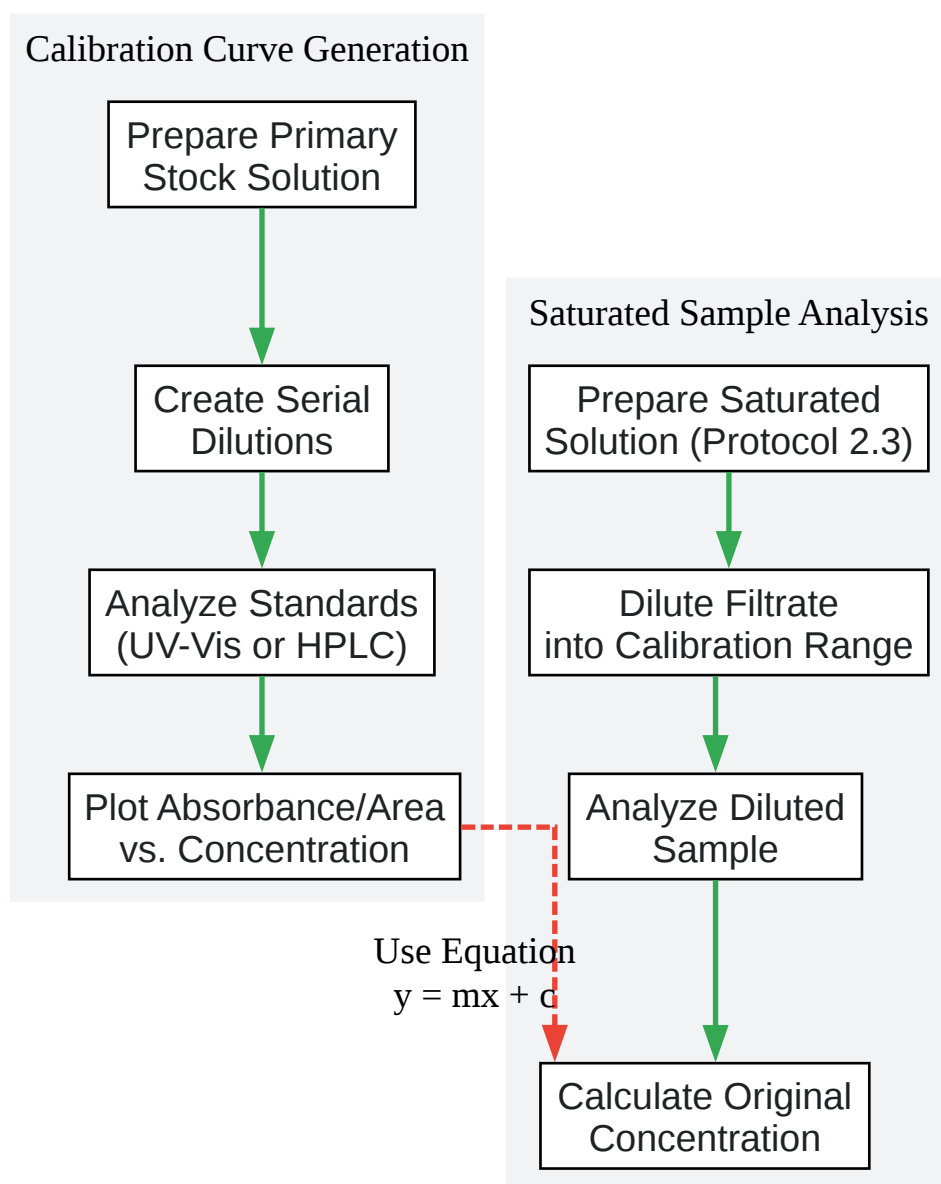 Calibration Curve Generation
Prepare Primary
Stock Solution
Create Serial
Dilutions
Analyze Standards
(UV-Vis or HPLC)
Plot Absorbance/Area
vs. Concentration
Use Equation
y = mx + c
Saturated Sample Analysis
Prepare Saturated
Solution (Protocol 2.3)
Dilute Filtrate
into Calibration Range
Analyze Diluted
Sample
Calculate Original
Concentration